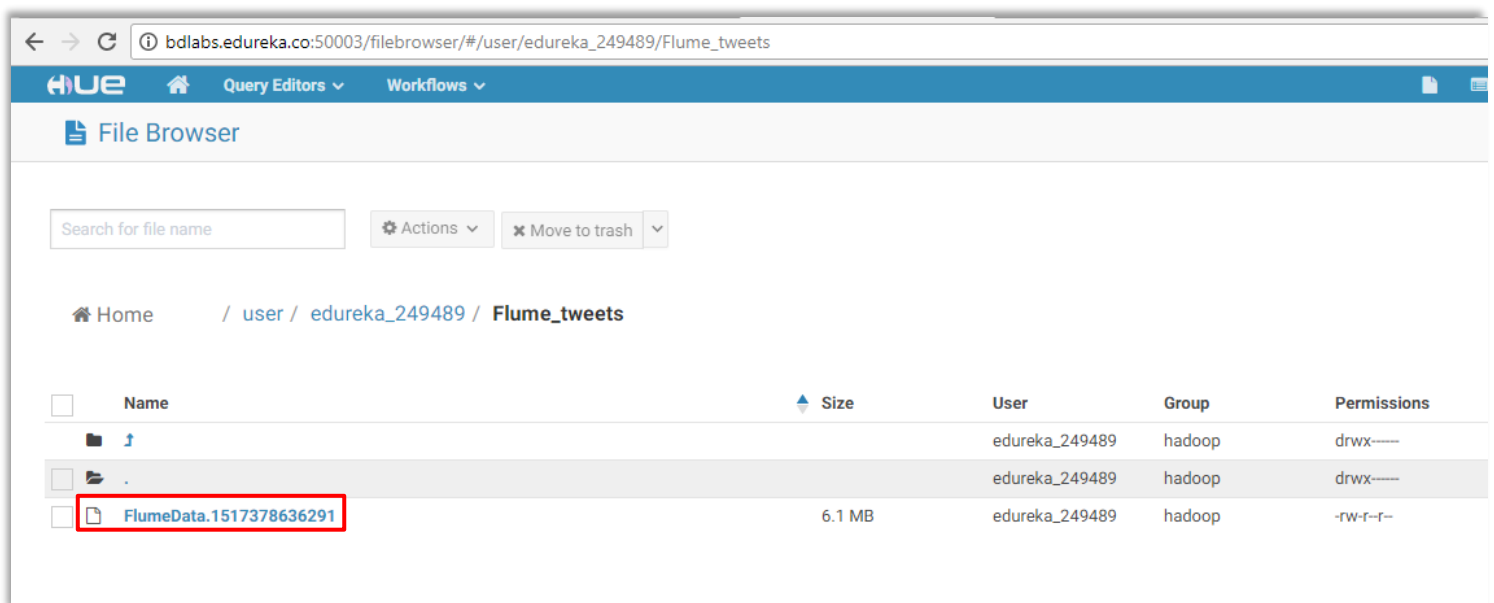 bdlabs.edureka.co:50003/filebrowser/#/user/edureka_249489/Flume_tweets
HUE Query Editors Workflows
File Browser
Search for file name Actions Move to trash
Home / user / edureka_249489 / Flume_tweets
Name Size User Group Permissions
edureka_249489 hadoop drwx------
. edureka_249489 hadoop drwx------
FlumeData.1517378636291 6.1 MB edureka_249489 hadoop -rw-r--r--